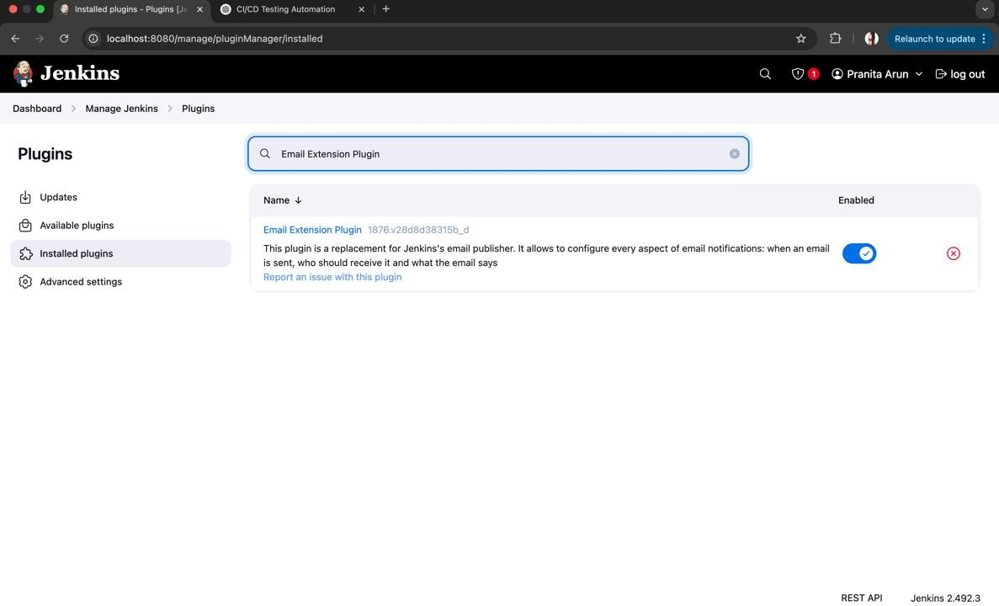 Installed plugins - Plugins [Je
CI/CD Testing Automation
localhost:8080/manage/pluginManager/installed
Relaunch to update
Jenkins
1
Pranita Arun
log out
Dashboard
Manage Jenkins
Plugins
Plugins
Email Extension Plugin
Updates
Available plugins
Installed plugins
Advanced settings
Name
Enabled
Email Extension Plugin 1876.v28d8d38315b_d
This plugin is a replacement for Jenkins's email publisher. It allows to configure every aspect of email notifications: when an email
is sent, who should receive it and what the email says
Report an issue with this plugin
REST API
Jenkins 2.492.3